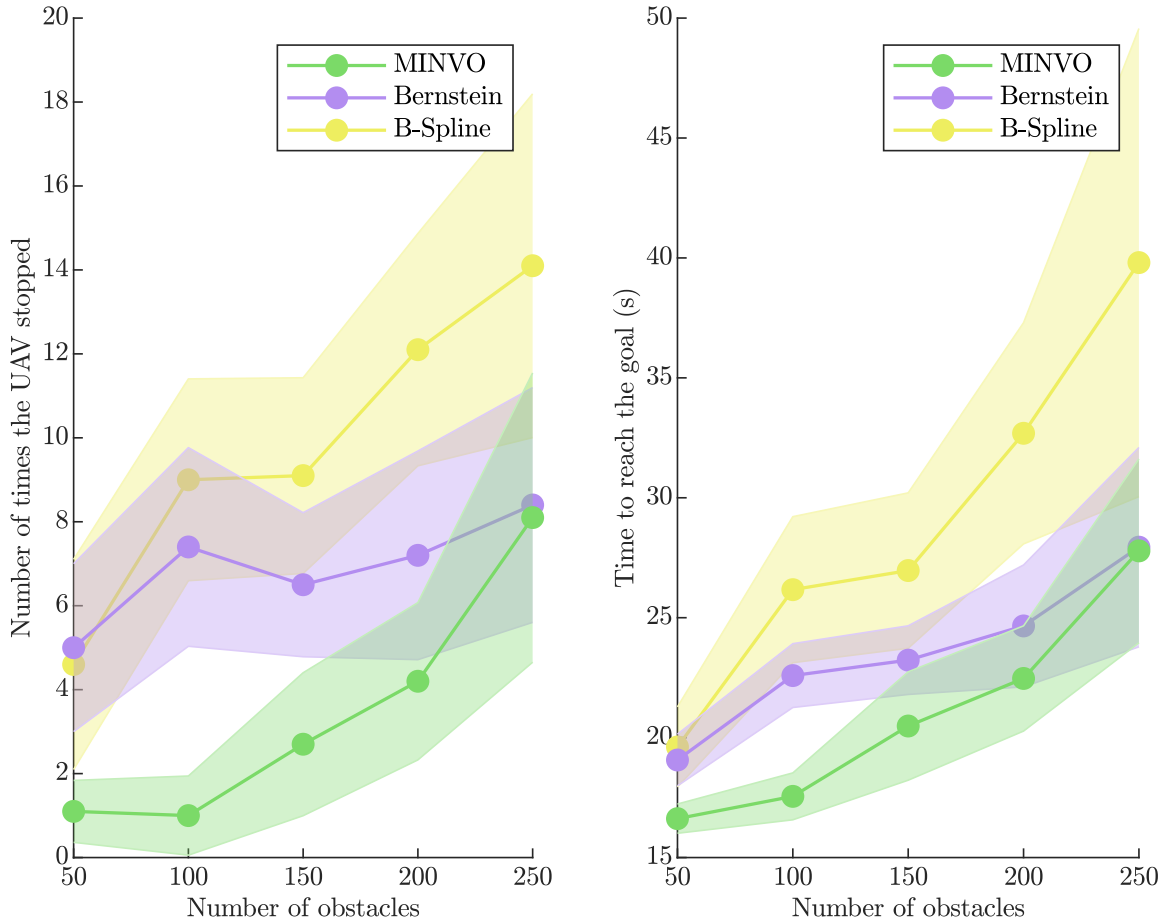 20
18
16
14
12
10
8
6
4
2
0
Number of times the UAV stopped
MINVO
Bernstein
B-Spline
50 100 150 200 250
Number of obstacles
50
45
40
35
30
25
20
15
Time to reach the goal (s)
MINVO
Bernstein
B-Spline
50 100 150 200 250
Number of obstacles